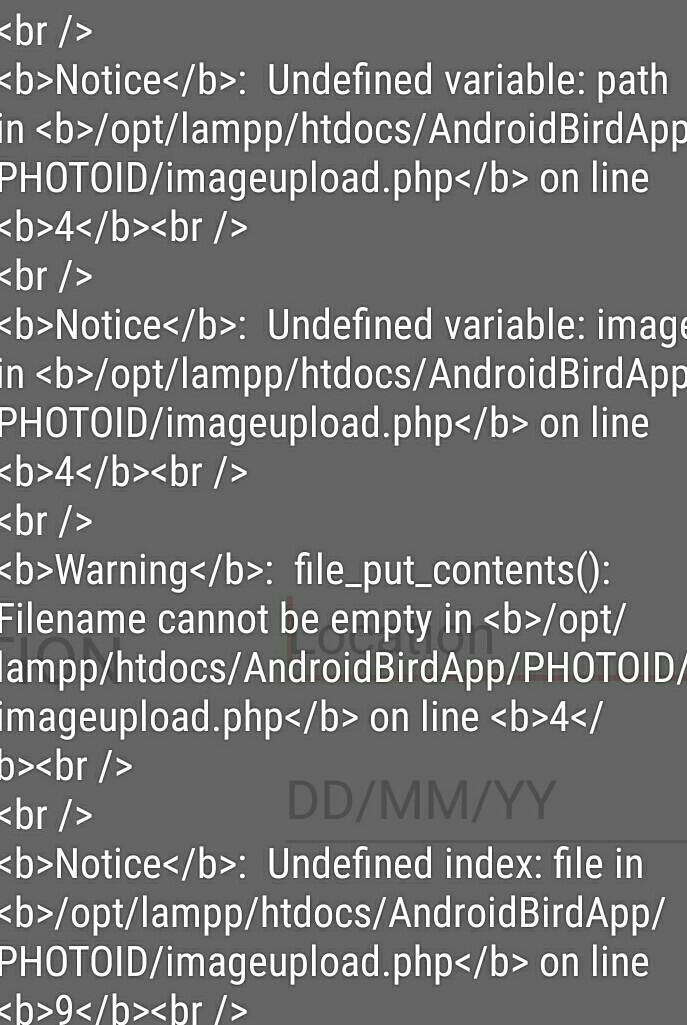 <br />
<b>Notice</b>:  Undefined variable: path
in <b>/opt/lampp/htdocs/AndroidBirdApp
PHOTOID/imageupload.php</b> on line
<b>4</b><br />
<br />
<b>Notice</b>:  Undefined variable: image
in <b>/opt/lampp/htdocs/AndroidBirdApp
PHOTOID/imageupload.php</b> on line
<b>4</b><br />
<br />
<b>Warning</b>:  file_put_contents():
Filename cannot be empty in <b>/opt/
lampp/htdocs/AndroidBirdApp/PHOTOID/
imageupload.php</b> on line <b>4</
b><br />
<br />
<b>Notice</b>:  Undefined index: file in
<b>/opt/lampp/htdocs/AndroidBirdApp/
PHOTOID/imageupload.php</b> on line
<b>9</b><br />
TION
Location
DD/MM/YY